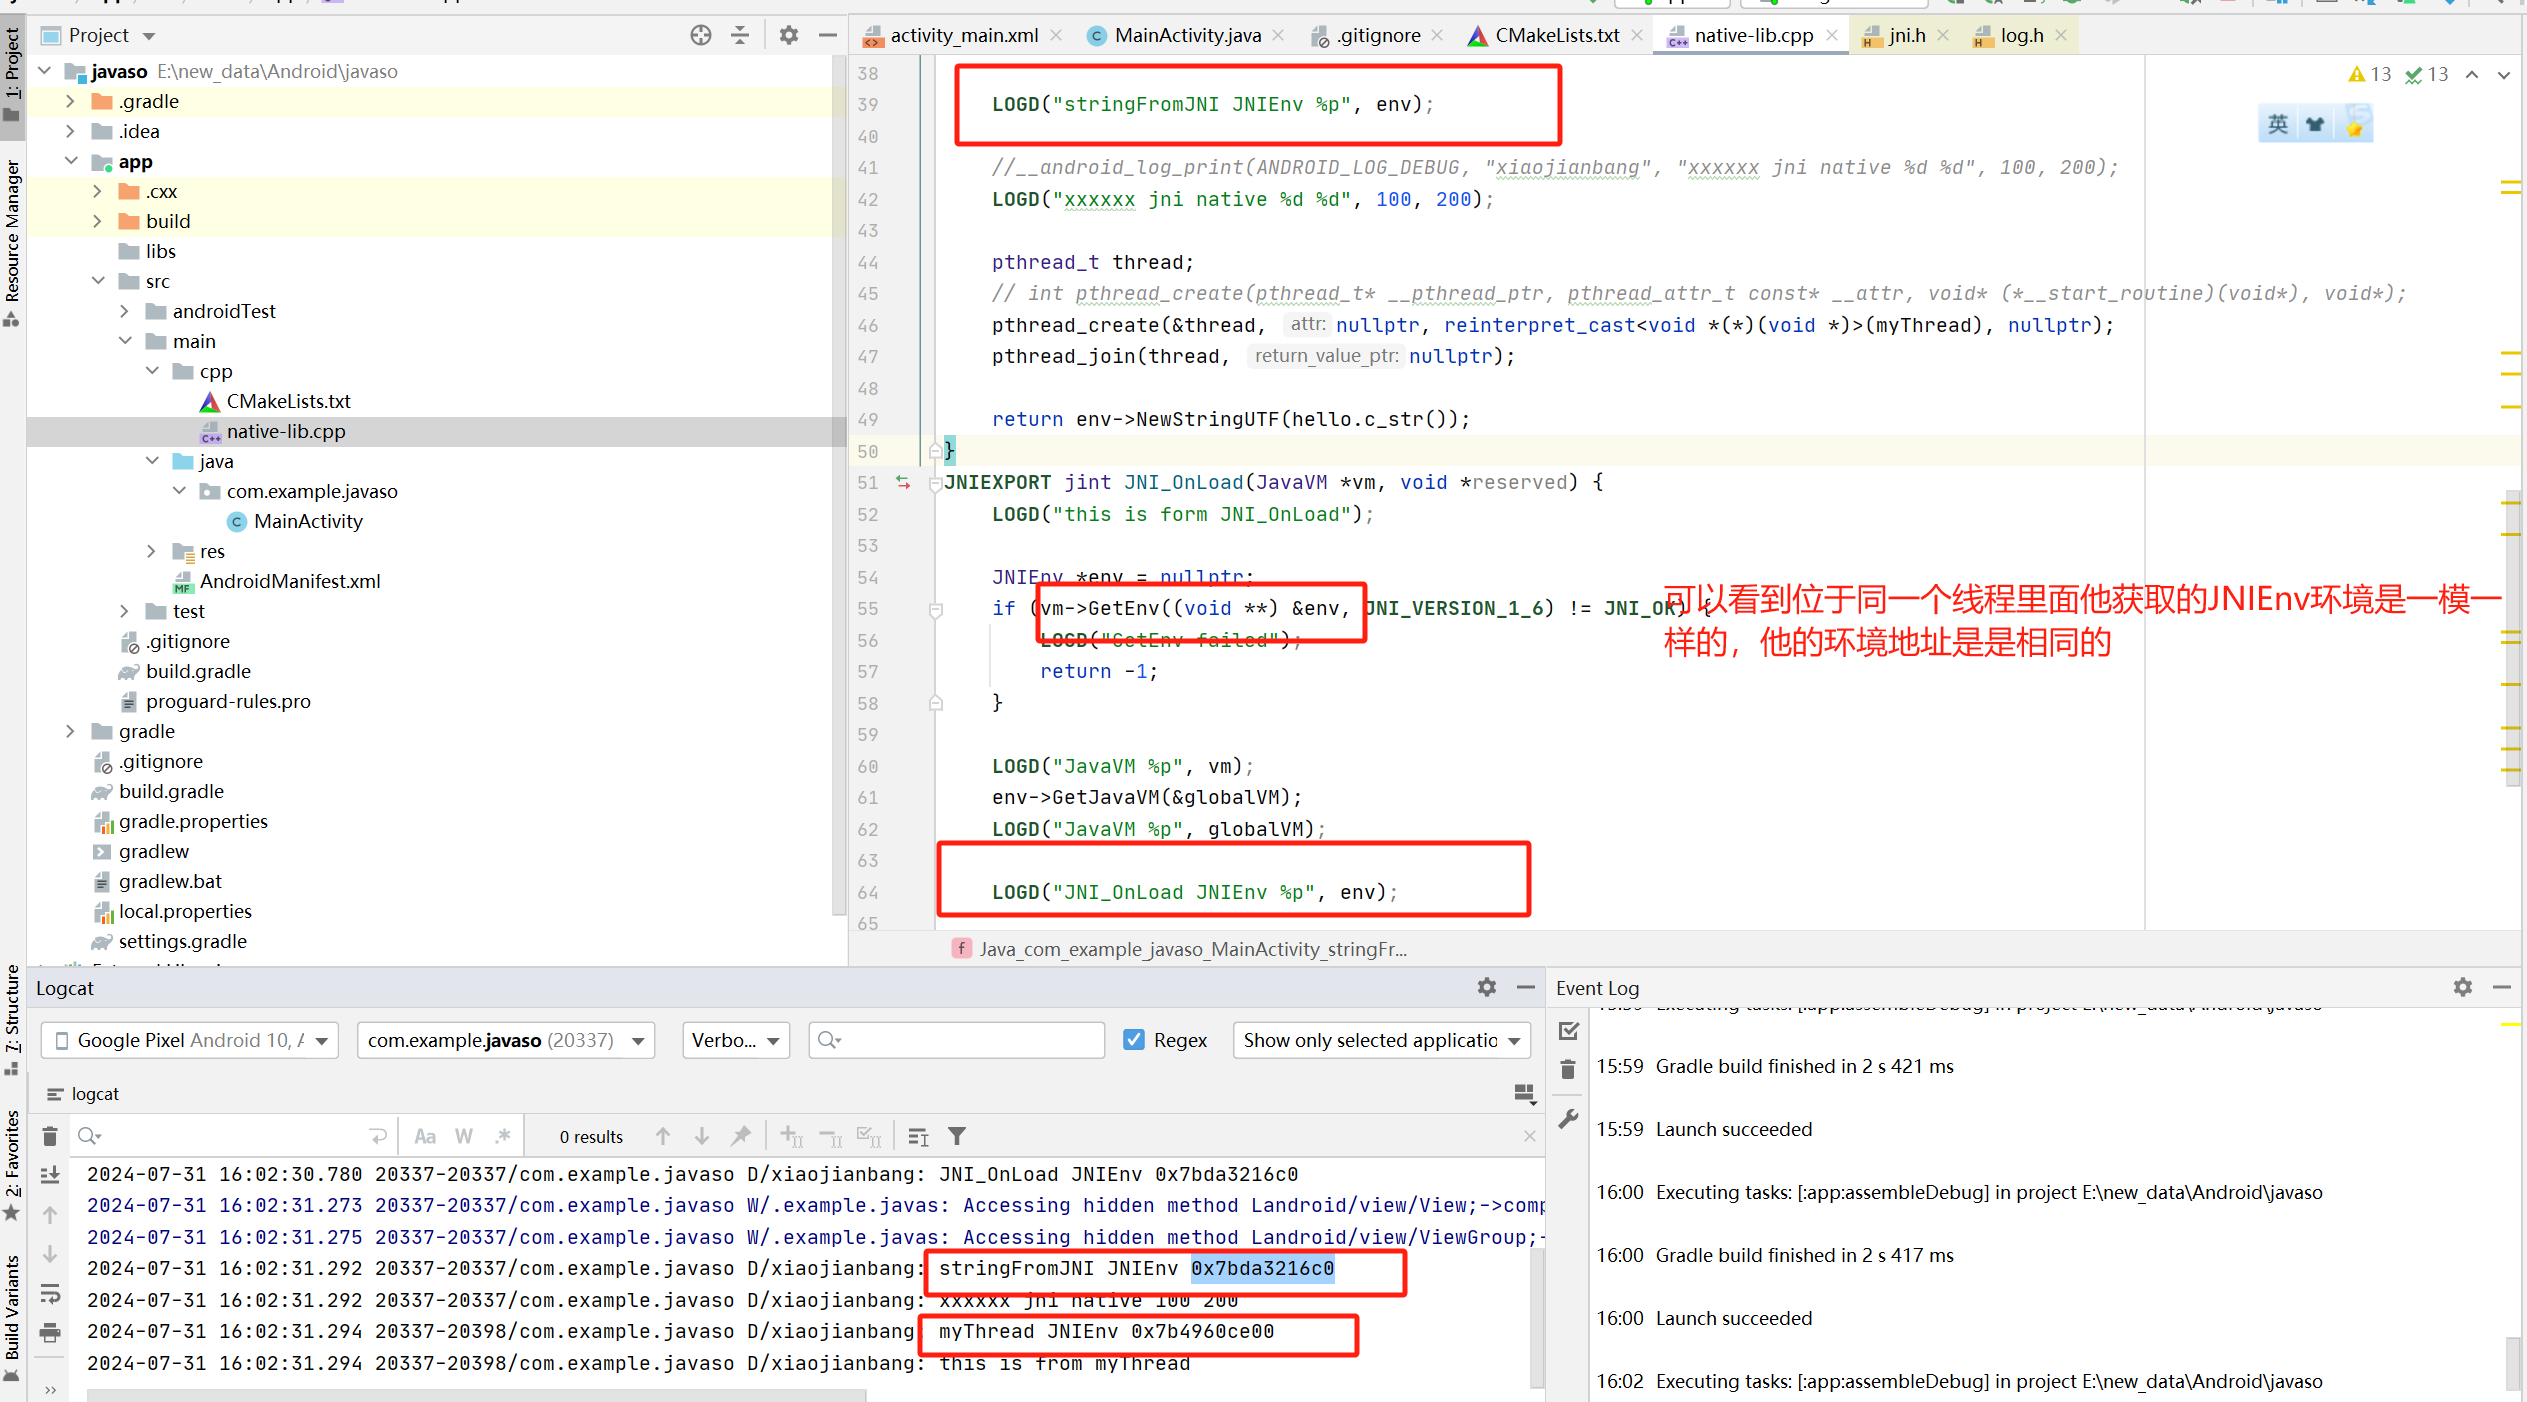 Project
javaso E:\new_data\Android\javaso
.gradle
.idea
app
.cxx
build
libs
src
androidTest
main
cpp
CMakeLists.txt
native-lib.cpp
java
com.example.javaso
MainActivity
res
AndroidManifest.xml
test
.gitignore
build.gradle
proguard-rules.pro
gradle
.gitignore
build.gradle
gradle.properties
gradlew
gradlew.bat
local.properties
settings.gradle
1: Project
Resource Manager
7: Structure
2: Favorites
Build Variants
activity_main.xml MainActivity.java .gitignore CMakeLists.txt native-lib.cpp jni.h log.h
13 13
英
38
39 LOGD("stringFromJNI JNIEnv %p", env);
40
41 //__android_log_print(ANDROID_LOG_DEBUG, "xiaojianbang", "xxxxxx jni native %d %d", 100, 200);
42 LOGD("xxxxxx jni native %d %d", 100, 200);
43
44 pthread_t thread;
45 // int pthread_create(pthread_t* __pthread_ptr, pthread_attr_t const* __attr, void* (*__start_routine)(void*), void*);
46 pthread_create(&thread, attr: nullptr, reinterpret_cast<void *(*)(void *)>(myThread), nullptr);
47 pthread_join(thread, return_value_ptr: nullptr);
48
49 return env->NewStringUTF(hello.c_str());
50 }
51 JNIEXPORT jint JNI_OnLoad(JavaVM *vm, void *reserved) {
52 LOGD("this is form JNI_OnLoad");
53
54 JNIEnv *env = nullptr;
55 if (vm->GetEnv((void **) &env, JNI_VERSION_1_6) != JNI_OK) {
56 LOGD("GetEnv failed");
57 return -1;
58 }
59
60 LOGD("JavaVM %p", vm);
61 env->GetJavaVM(&globalVM);
62 LOGD("JavaVM %p", globalVM);
63
64 LOGD("JNI_OnLoad JNIEnv %p", env);
65
可以看到位于同一个线程里面他获取的JNIEnv环境是一模一
样的，他的环境地址是是相同的
f Java_com_example_javaso_MainActivity_stringFr...
Logcat
Google Pixel Android 10, com.example.javaso (20337) Verbo... Regex Show only selected applicatio
logcat
Aa W .* 0 results
2024-07-31 16:02:30.780 20337-20337/com.example.javaso D/xiaojianbang: JNI_OnLoad JNIEnv 0x7bda3216c0
2024-07-31 16:02:31.273 20337-20337/com.example.javaso W/.example.javas: Accessing hidden method Landroid/view/View;->comp
2024-07-31 16:02:31.275 20337-20337/com.example.javaso W/.example.javas: Accessing hidden method Landroid/view/ViewGroup;-
2024-07-31 16:02:31.292 20337-20337/com.example.javaso D/xiaojianbang: stringFromJNI JNIEnv 0x7bda3216c0
2024-07-31 16:02:31.292 20337-20337/com.example.javaso D/xiaojianbang: xxxxxx jni native 100 200
2024-07-31 16:02:31.294 20337-20398/com.example.javaso D/xiaojianbang: myThread JNIEnv 0x7b4960ce00
2024-07-31 16:02:31.294 20337-20398/com.example.javaso D/xiaojianbang: this is from myThread
Event Log
15:59 Executing tasks: [:app:assembleDebug] in project E:\new_data\Android\javaso
15:59 Gradle build finished in 2 s 421 ms
15:59 Launch succeeded
16:00 Executing tasks: [:app:assembleDebug] in project E:\new_data\Android\javaso
16:00 Gradle build finished in 2 s 417 ms
16:00 Launch succeeded
16:02 Executing tasks: [:app:assembleDebug] in project E:\new_data\Android\javaso